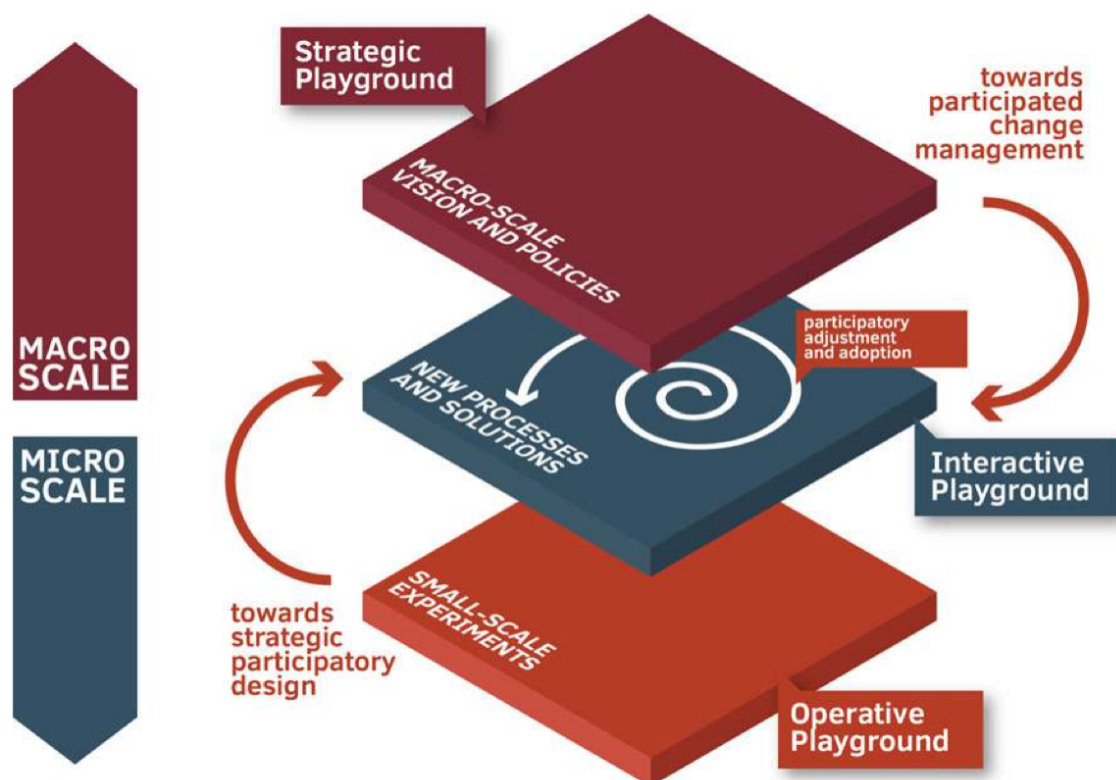 Strategic
Playground
towards
participated
change
management
MACRO-SCALE
VISION AND POLICIES
MACRO
SCALE
participatory
adjustment
and adoption
NEW PROCESSES
AND SOLUTIONS
MICRO
SCALE
Interactive
Playground
SMALL-SCALE
EXPERIMENTS
towards
strategic
participatory
design
Operative
Playground